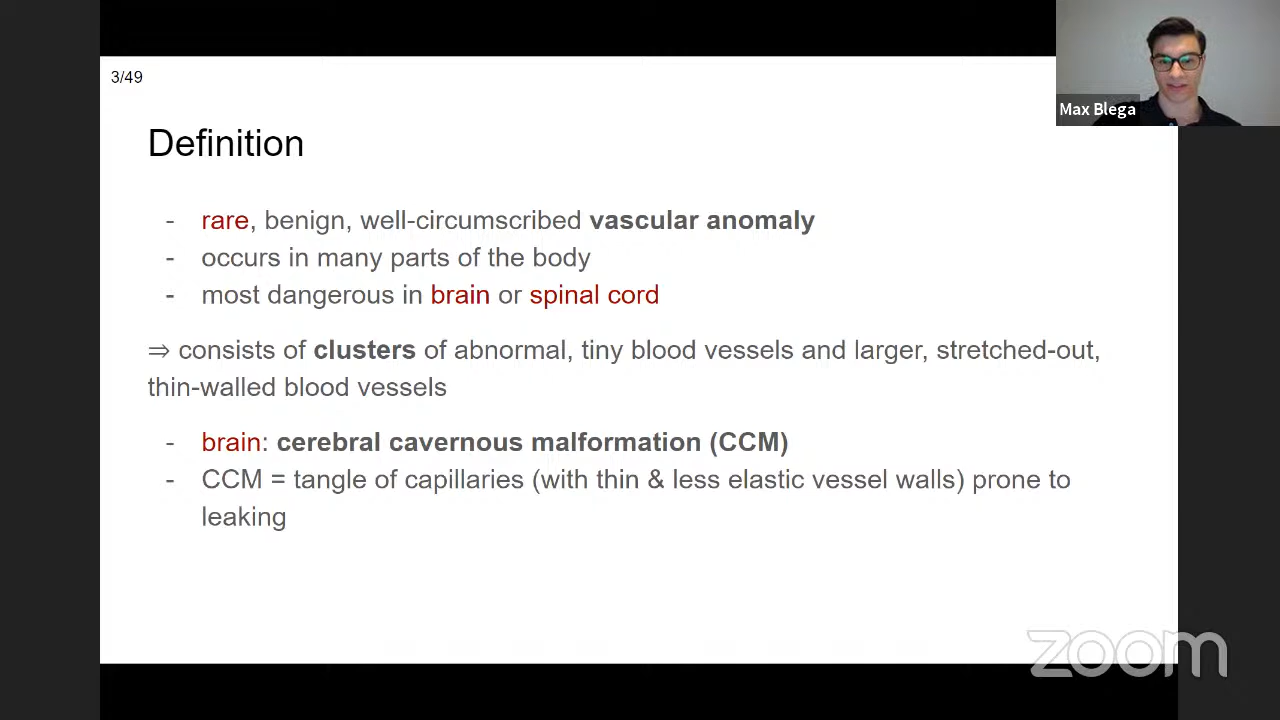 3/49
Max Blega
Definition
- rare, benign, well-circumscribed vascular anomaly
- occurs in many parts of the body
- most dangerous in brain or spinal cord
⇒ consists of clusters of abnormal, tiny blood vessels and larger, stretched-out,
thin-walled blood vessels
- brain: cerebral cavernous malformation (CCM)
- CCM = tangle of capillaries (with thin & less elastic vessel walls) prone to
leaking
zoom